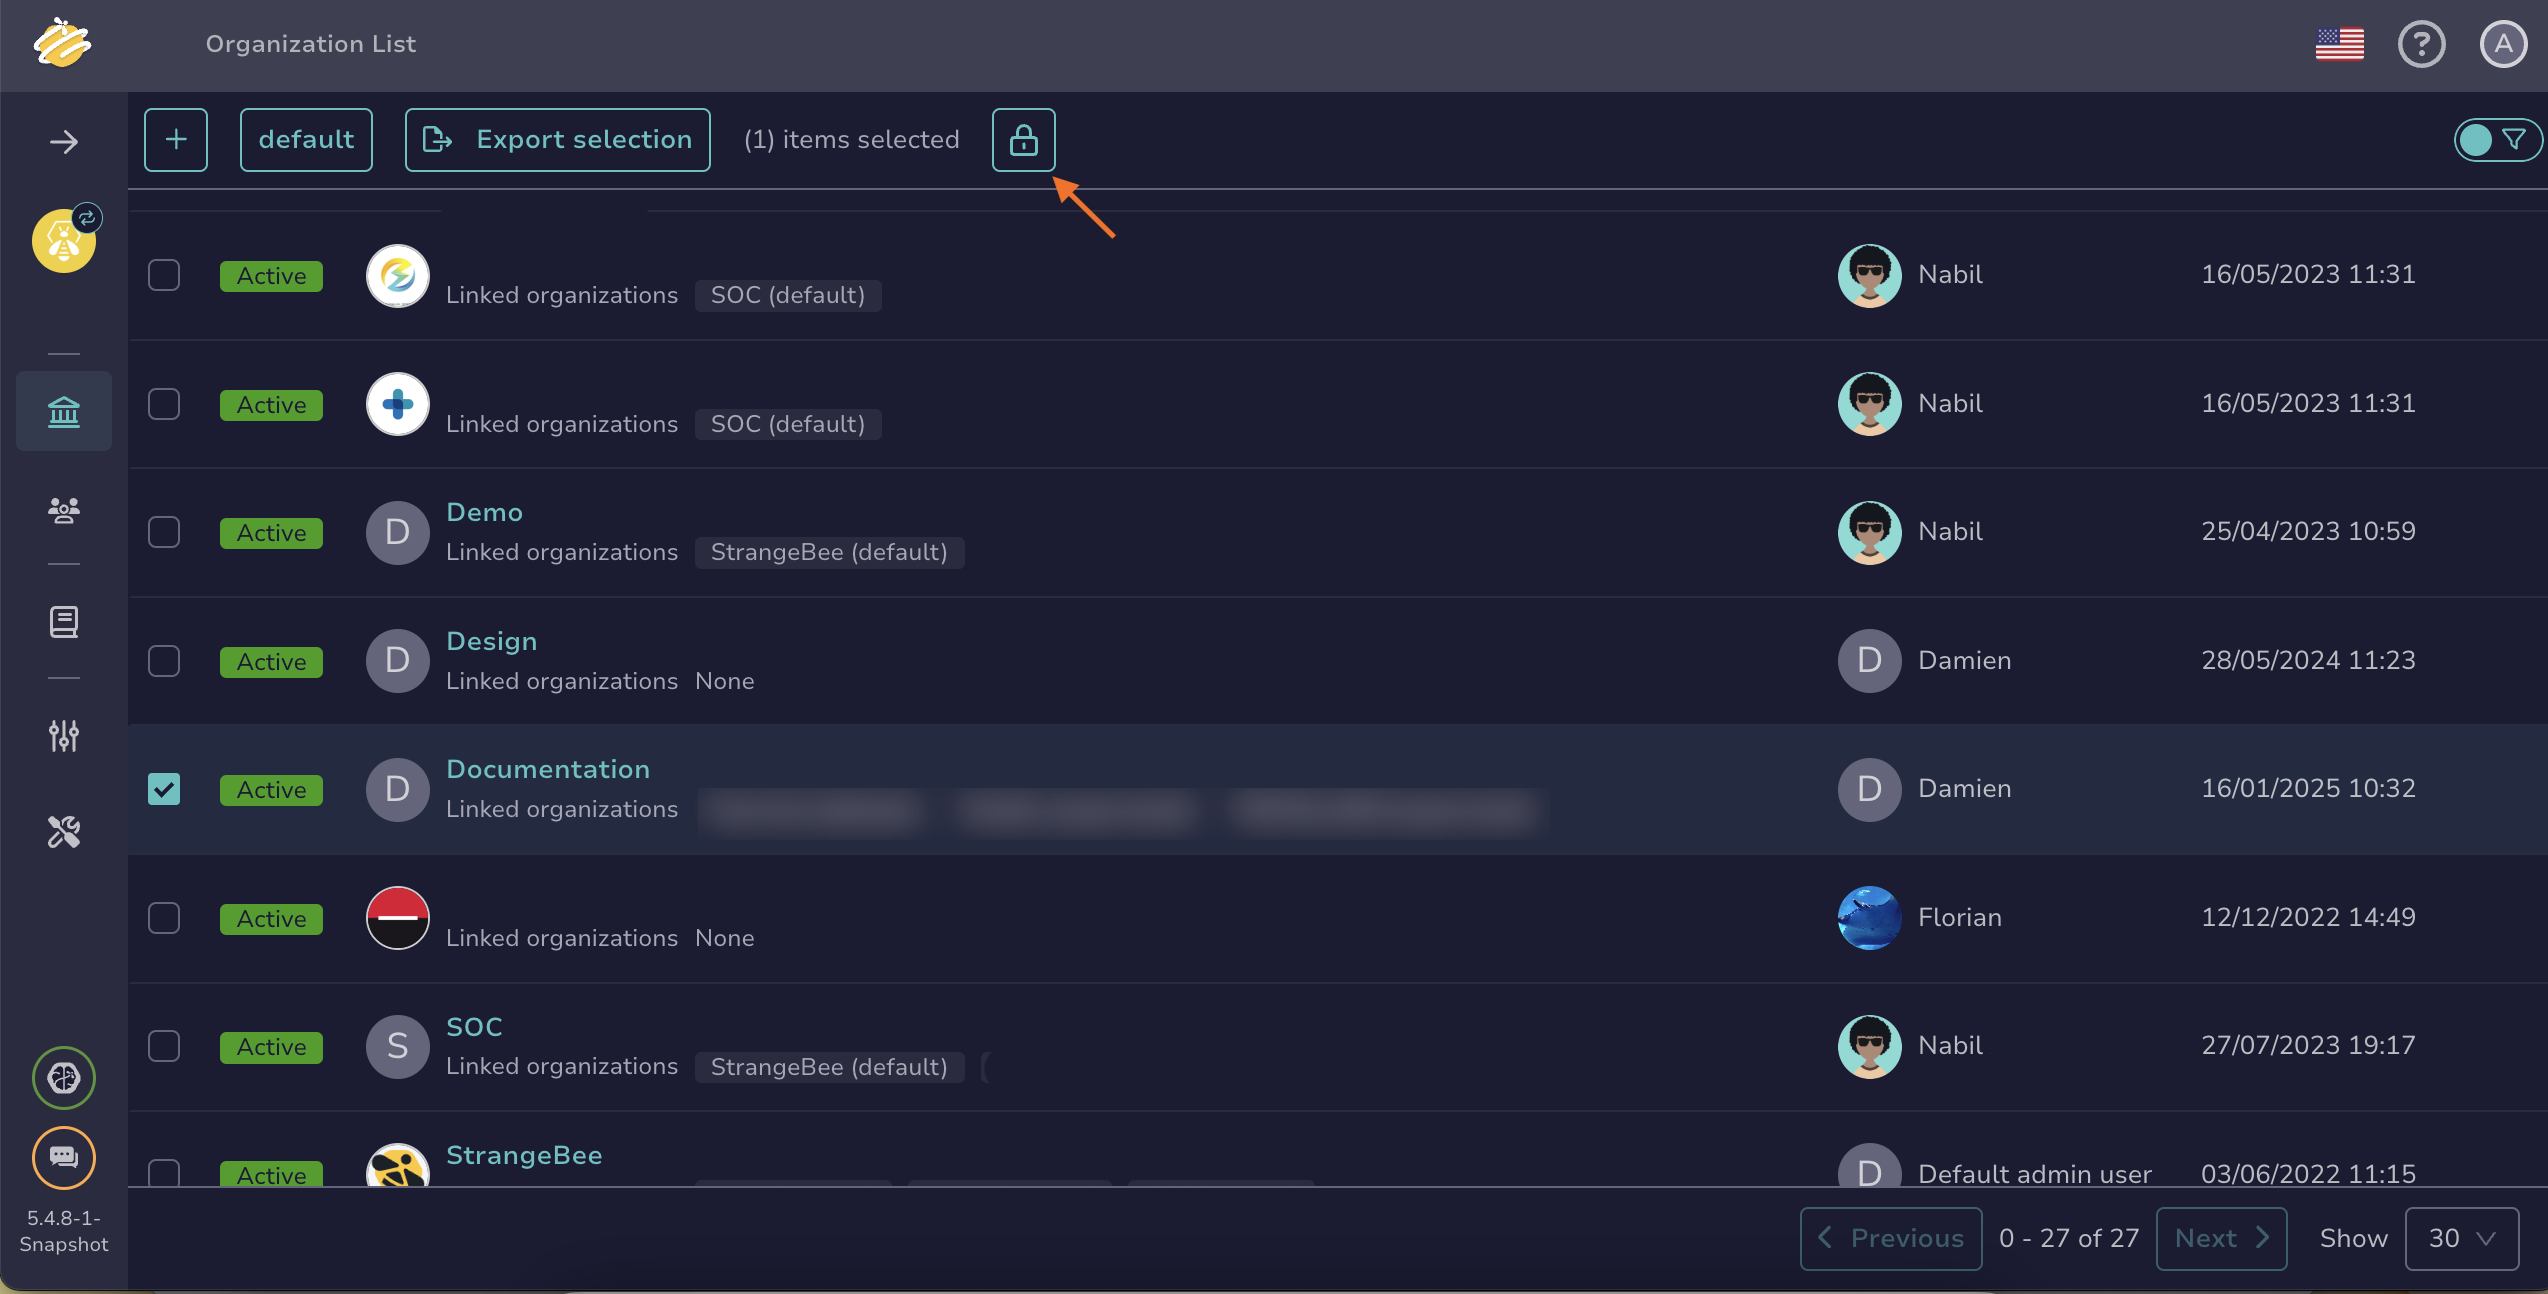 Organization List
A
+ default Export selection (1) items selected
Active Linked organizations SOC (default) Nabil 16/05/2023 11:31
Active Linked organizations SOC (default) Nabil 16/05/2023 11:31
Demo
Active D Linked organizations StrangeBee (default) Nabil 25/04/2023 10:59
Design
Active D Linked organizations None D Damien 28/05/2024 11:23
Documentation
Active D Linked organizations D Damien 16/01/2025 10:32
Active Linked organizations None Florian 12/12/2022 14:49
SOC
Active S Linked organizations StrangeBee (default) Nabil 27/07/2023 19:17
StrangeBee
Active D Default admin user 03/06/2022 11:15
5.4.8-1-
Snapshot
Previous 0 - 27 of 27 Next Show 30